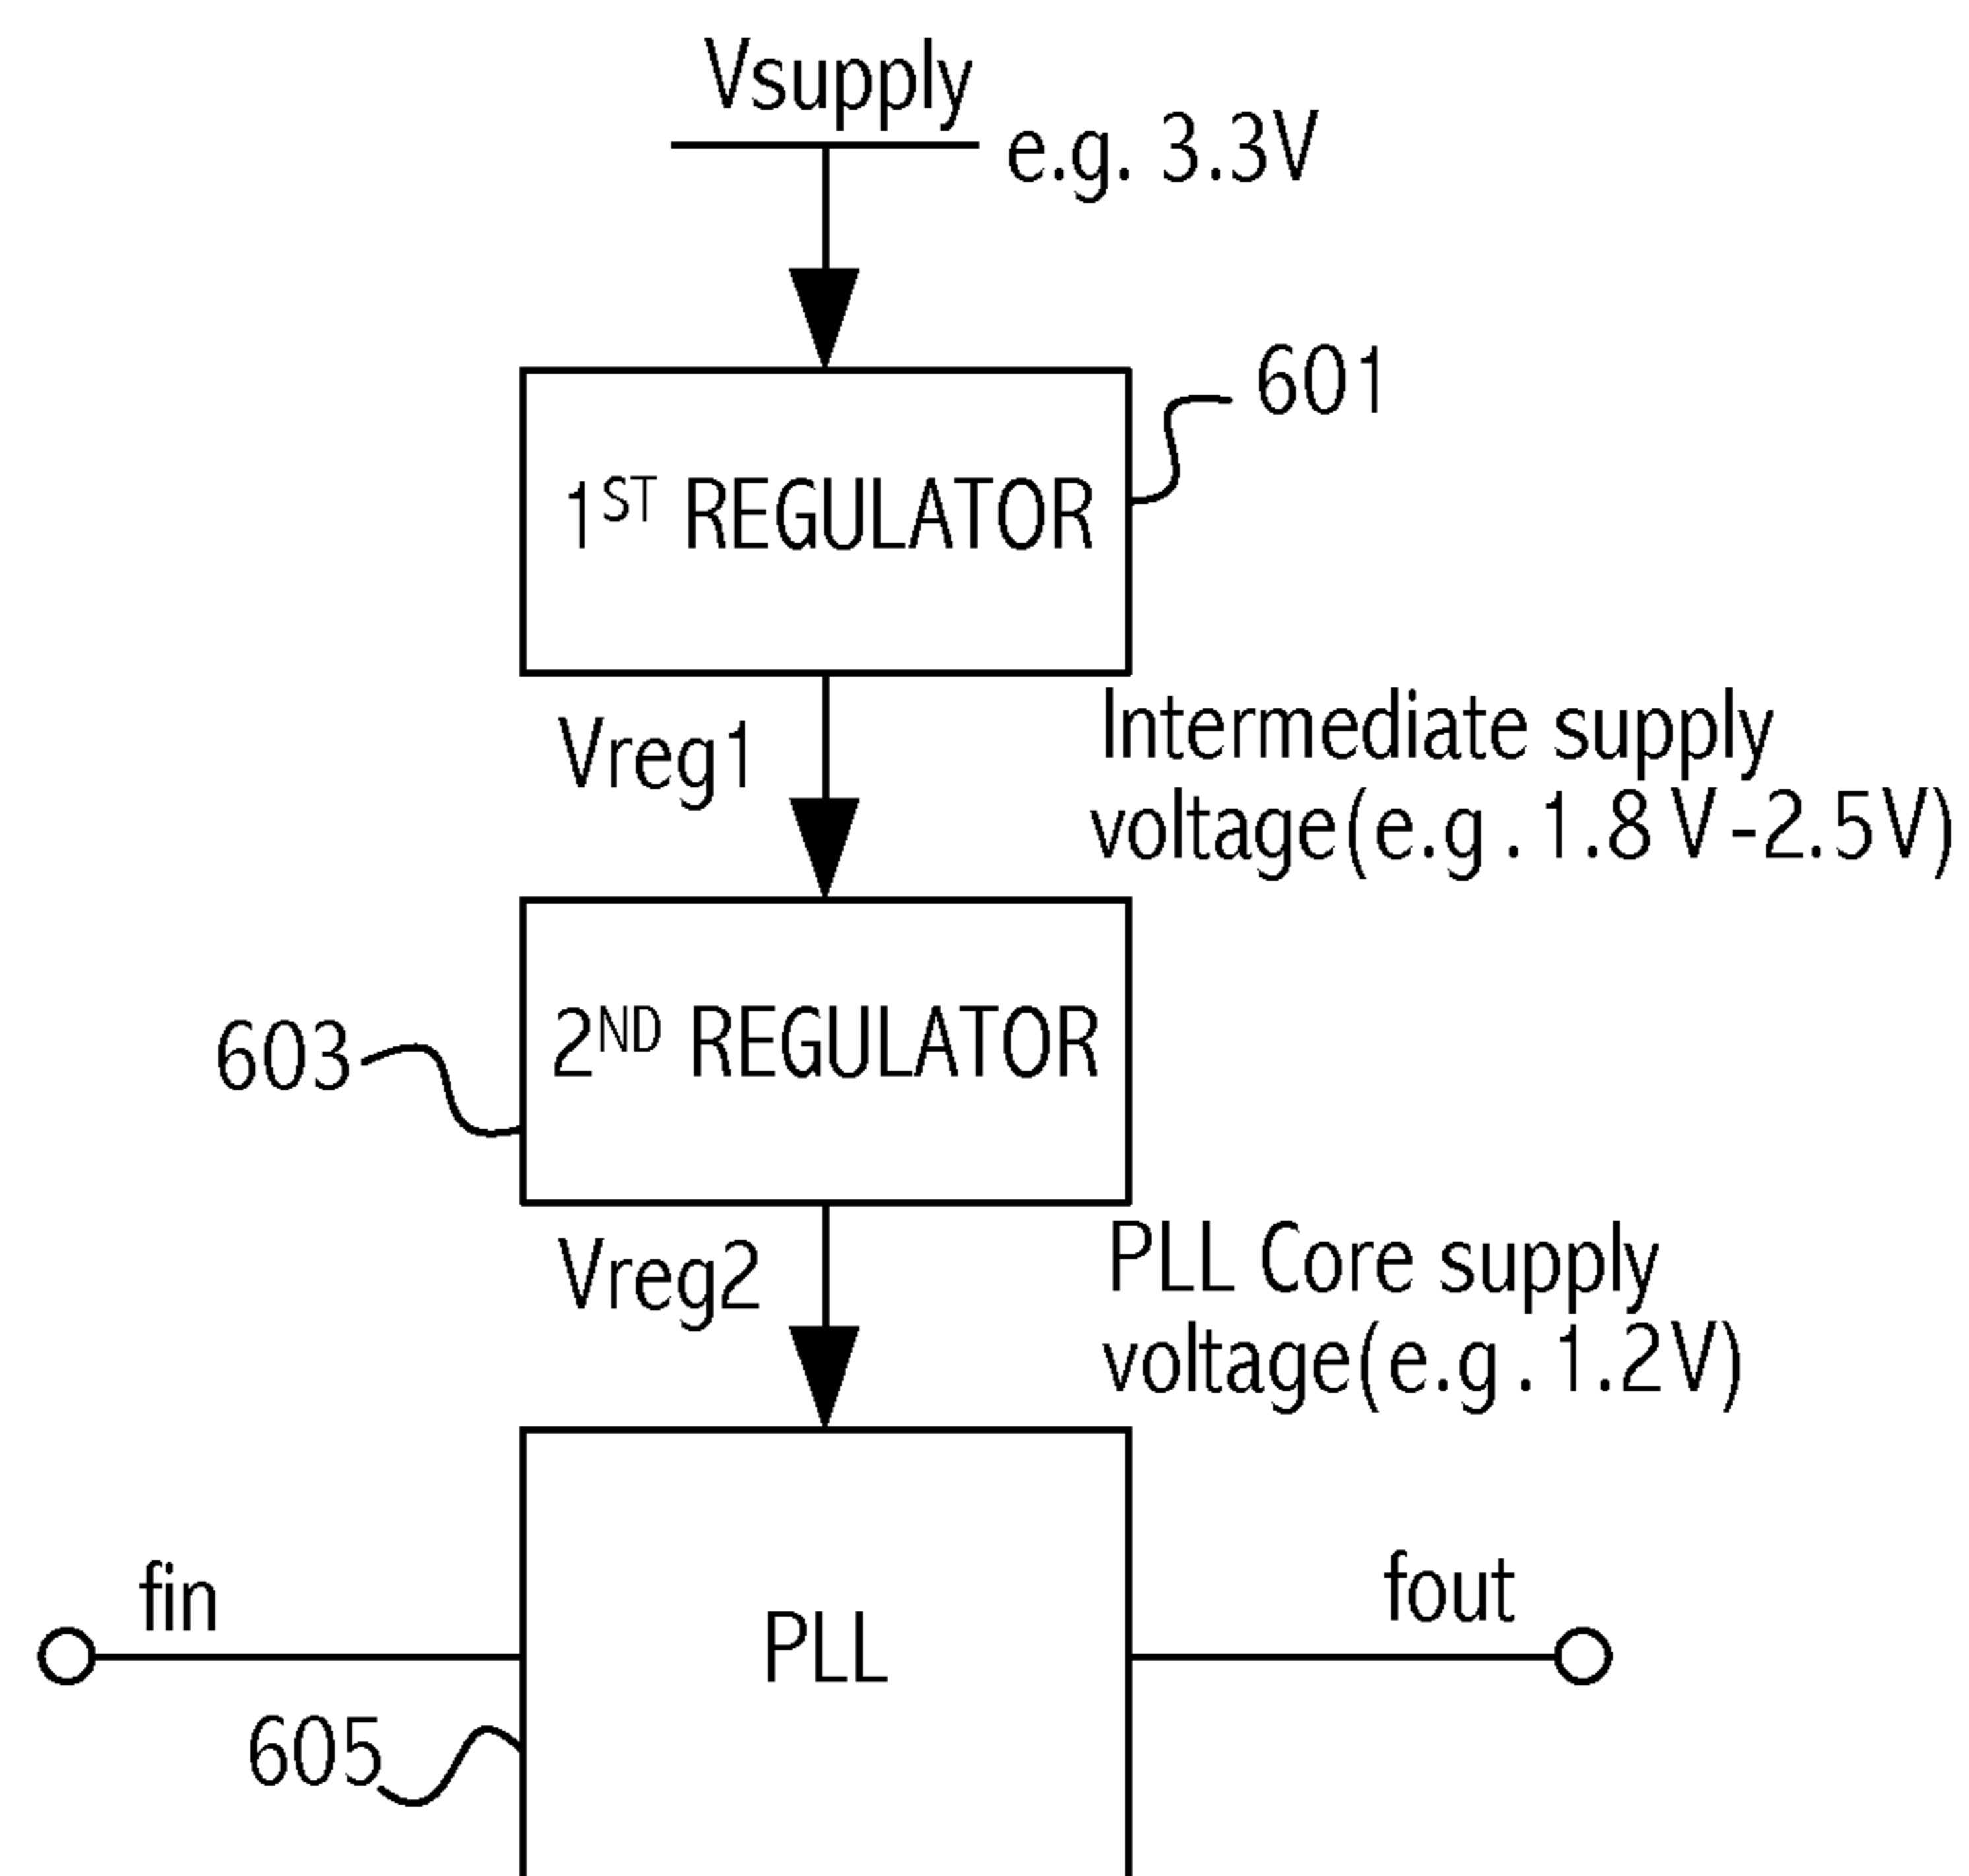 Vsupply
e.g. 3.3V
601
1ST REGULATOR
Vreg1
Intermediate supply
voltage(e.g. 1.8V-2.5V)
603
2ND REGULATOR
Vreg2
PLL Core supply
voltage(e.g. 1.2V)
fin
PLL
fout
605